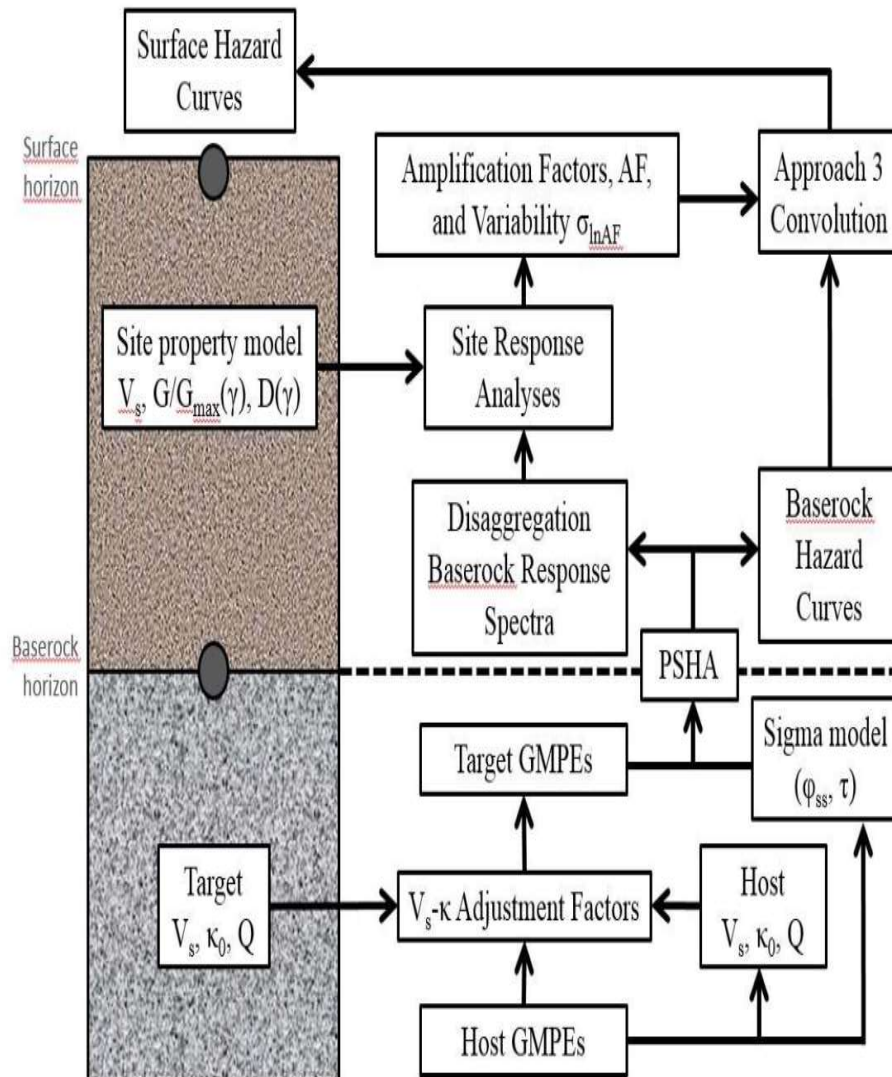 Surface Hazard
Curves
Surface
horizon
Amplification Factors, AF,
and Variability σlnAF
Approach 3
Convolution
Site property model
Vs, G/Gmax(γ), D(γ)
Site Response
Analyses
Disaggregation
Baserock Response
Spectra
Baserock
Hazard
Curves
Baserock
horizon
PSHA
Target GMPEs
Sigma model
(φss, τ)
Target
Vs, κ0, Q
Vs-κ Adjustment Factors
Host
Vs, κ0, Q
Host GMPEs